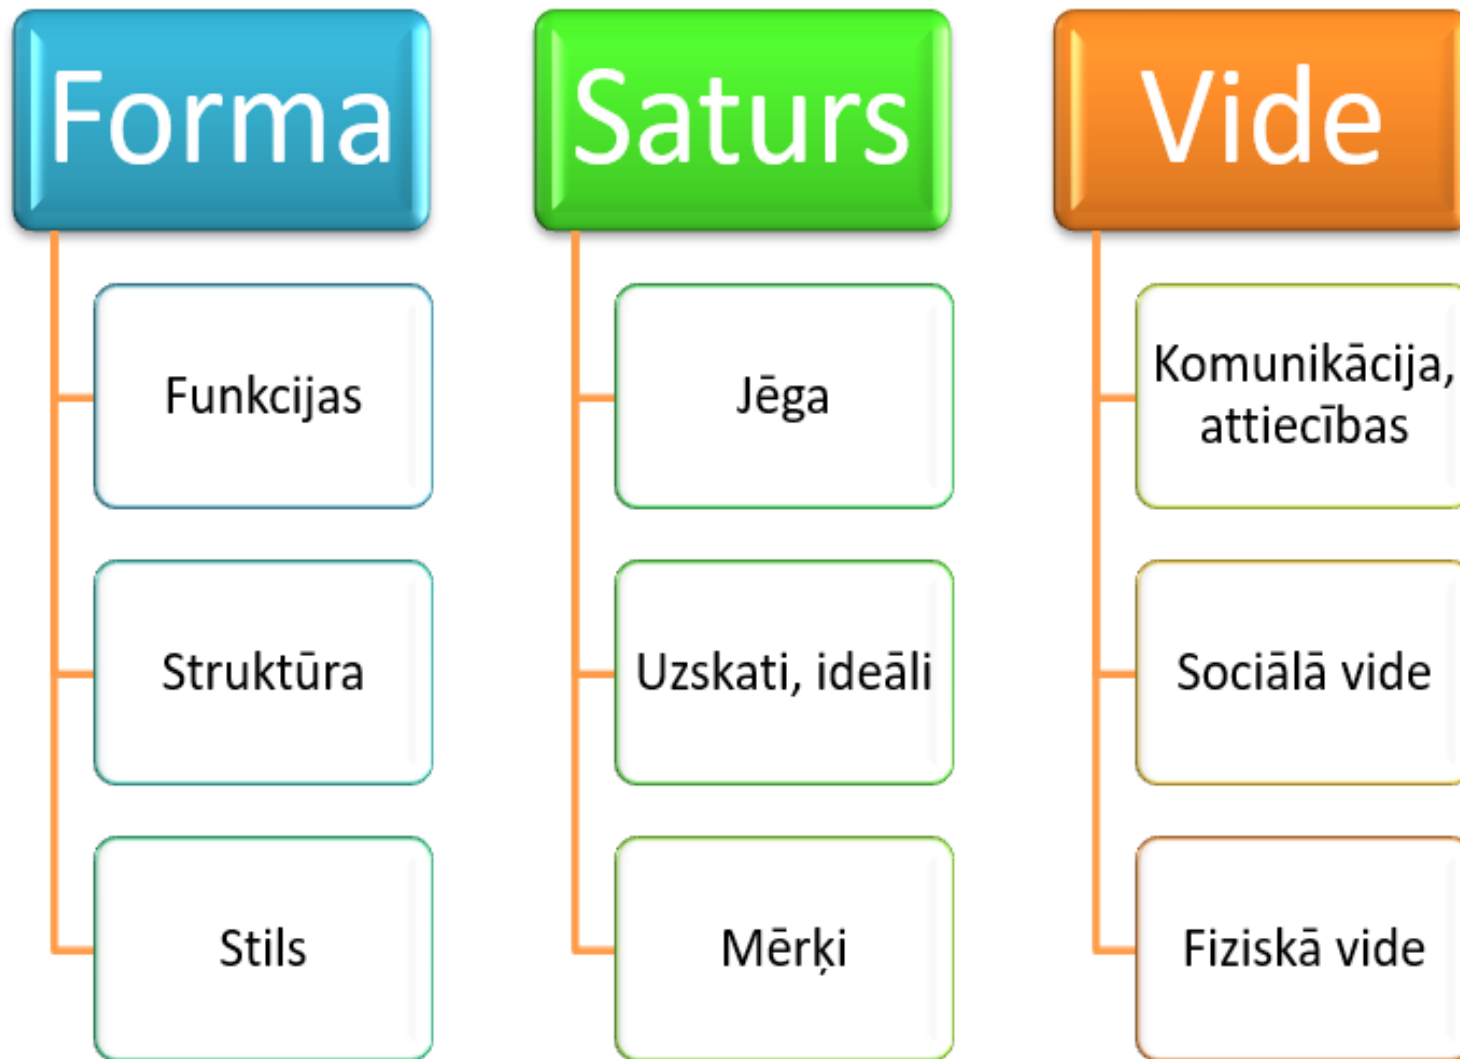 Forma
Funkcijas
Struktūra
Stils
Saturs
Jēga
Uzskati, ideāli
Mērķi
Vide
Komunikācija,
attiecības
Sociālā vide
Fiziskā vide